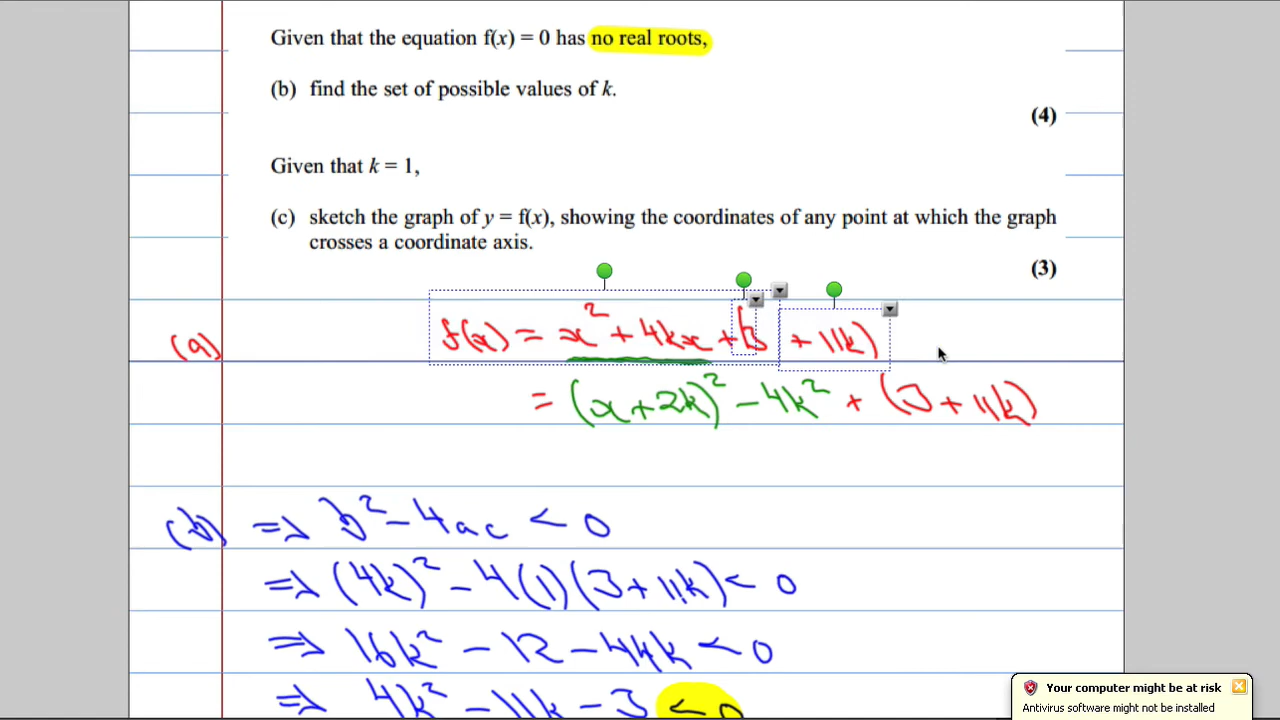 Given that the equation f(x) = 0 has no real roots,
(b) find the set of possible values of k.
(4)
Given that k = 1,
(c) sketch the graph of y = f(x), showing the coordinates of any point at which the graph
crosses a coordinate axis.
(3)
(a) f(x) = x² + 4kx + (3 + 11k)
= (x + 2k)² - 4k² + (3 + 11k)
(b) => b² - 4ac < 0
=> (4k)² - 4(1)(3 + 11k) < 0
=> 16k² - 12 - 44k < 0
=> 4k² - 11k - 3 < 0
Your computer might be at risk
Antivirus software might not be installed